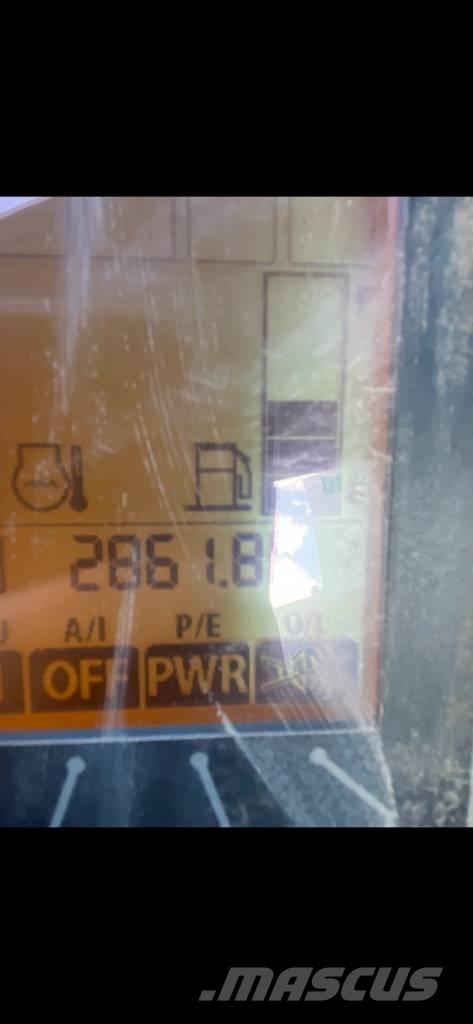 2861.8
A/I P/E
OFF PWR
.MASCUS